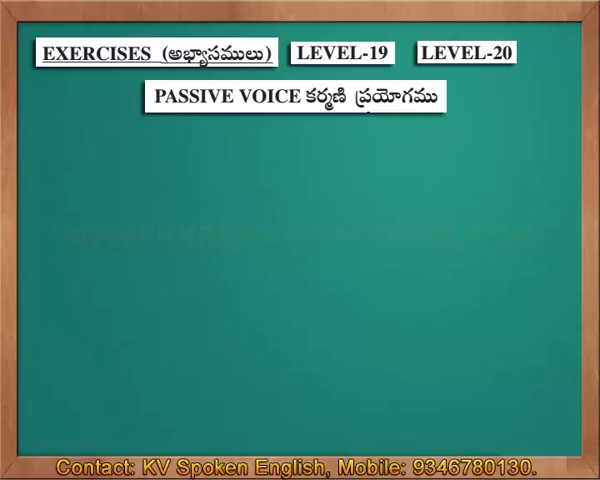 EXERCISES (అభ్యాసములు) LEVEL-19 LEVEL-20
PASSIVE VOICE కర్మణి ప్రయోగము
Contact: KV Spoken English, Mobile: 9346780130.